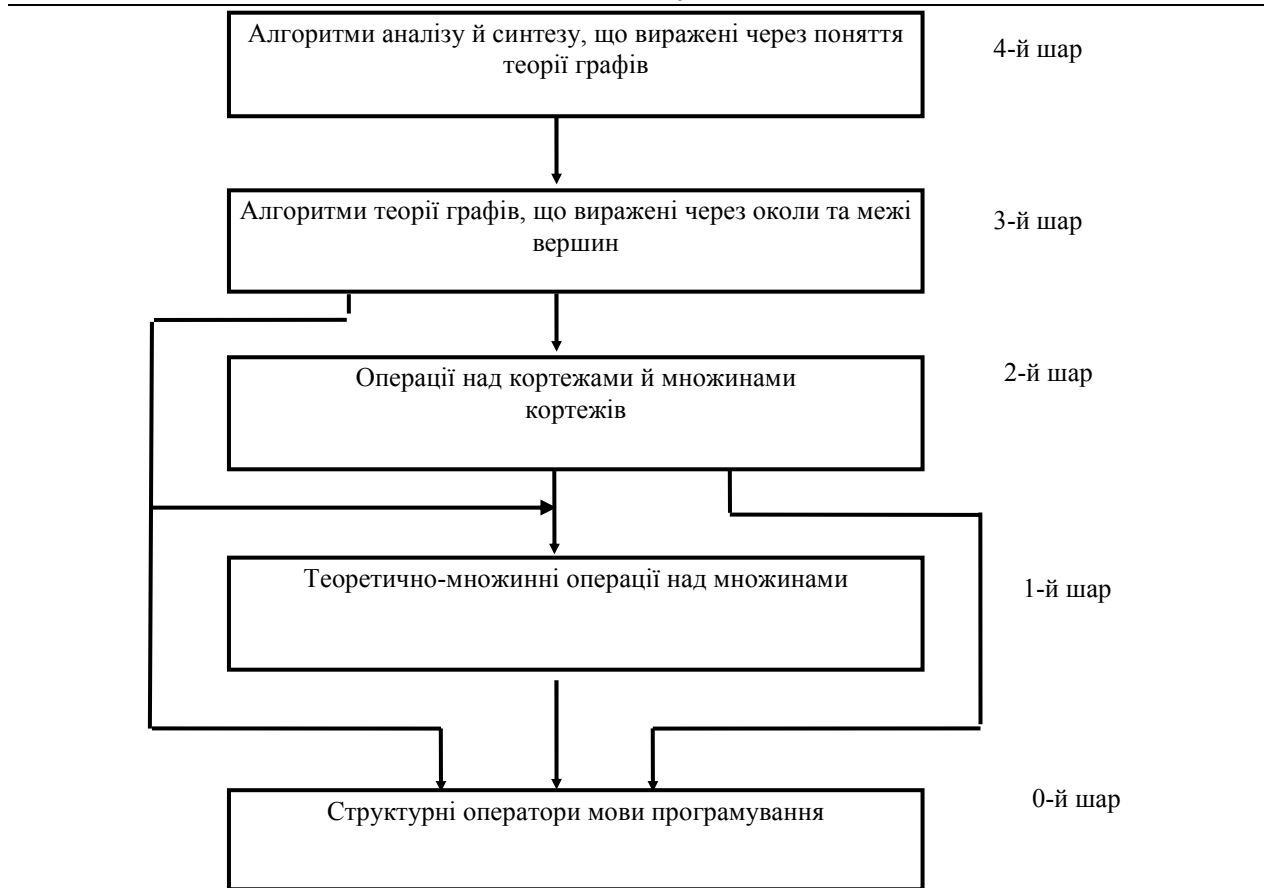 Алгоритми аналізу й синтезу, що виражені через поняття
теорії графів
4-й шар
Алгоритми теорії графів, що виражені через околи та межі
вершин
3-й шар
Операції над кортежами й множинами
кортежів
2-й шар
Теоретично-множинні операції над множинами
1-й шар
Структурні оператори мови програмування
0-й шар